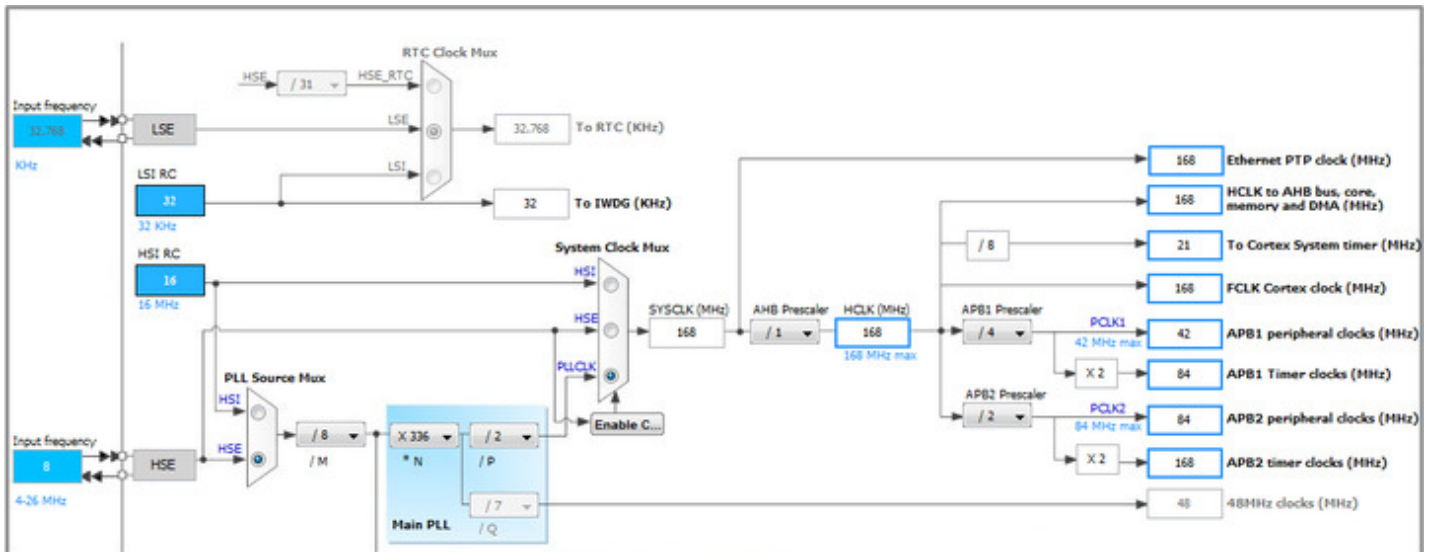 RTC Clock Mux
HSE
/ 31
HSE_RTC
Input frequency
32.768
KHz
LSE
LSE
32.768
To RTC (KHz)
LSI
LSI RC
32
32 KHz
32
To IWDG (KHz)
HSI RC
16
16 MHz
System Clock Mux
HSI
HSE
PLLCLK
SYSCLK (MHz)
168
AHB Prescaler
/ 1
HCLK (MHz)
168
168 MHz max
168
Ethernet PTP clock (MHz)
168
HCLK to AHB bus, core,
memory and DMA (MHz)
/ 8
21
To Cortex System timer (MHz)
168
FCLK Cortex clock (MHz)
APB1 Prescaler
/ 4
PCLK1
42 MHz max
42
APB1 peripheral clocks (MHz)
X 2
84
APB1 Timer clocks (MHz)
APB2 Prescaler
/ 2
PCLK2
84 MHz max
84
APB2 peripheral clocks (MHz)
X 2
168
APB2 timer clocks (MHz)
PLL Source Mux
HSI
HSE
Input frequency
8
4-26 MHz
HSE
/ 8
/ M
X 336
* N
/ 2
/ P
Enable C...
/ 7
/ Q
Main PLL
48
48MHz clocks (MHz)